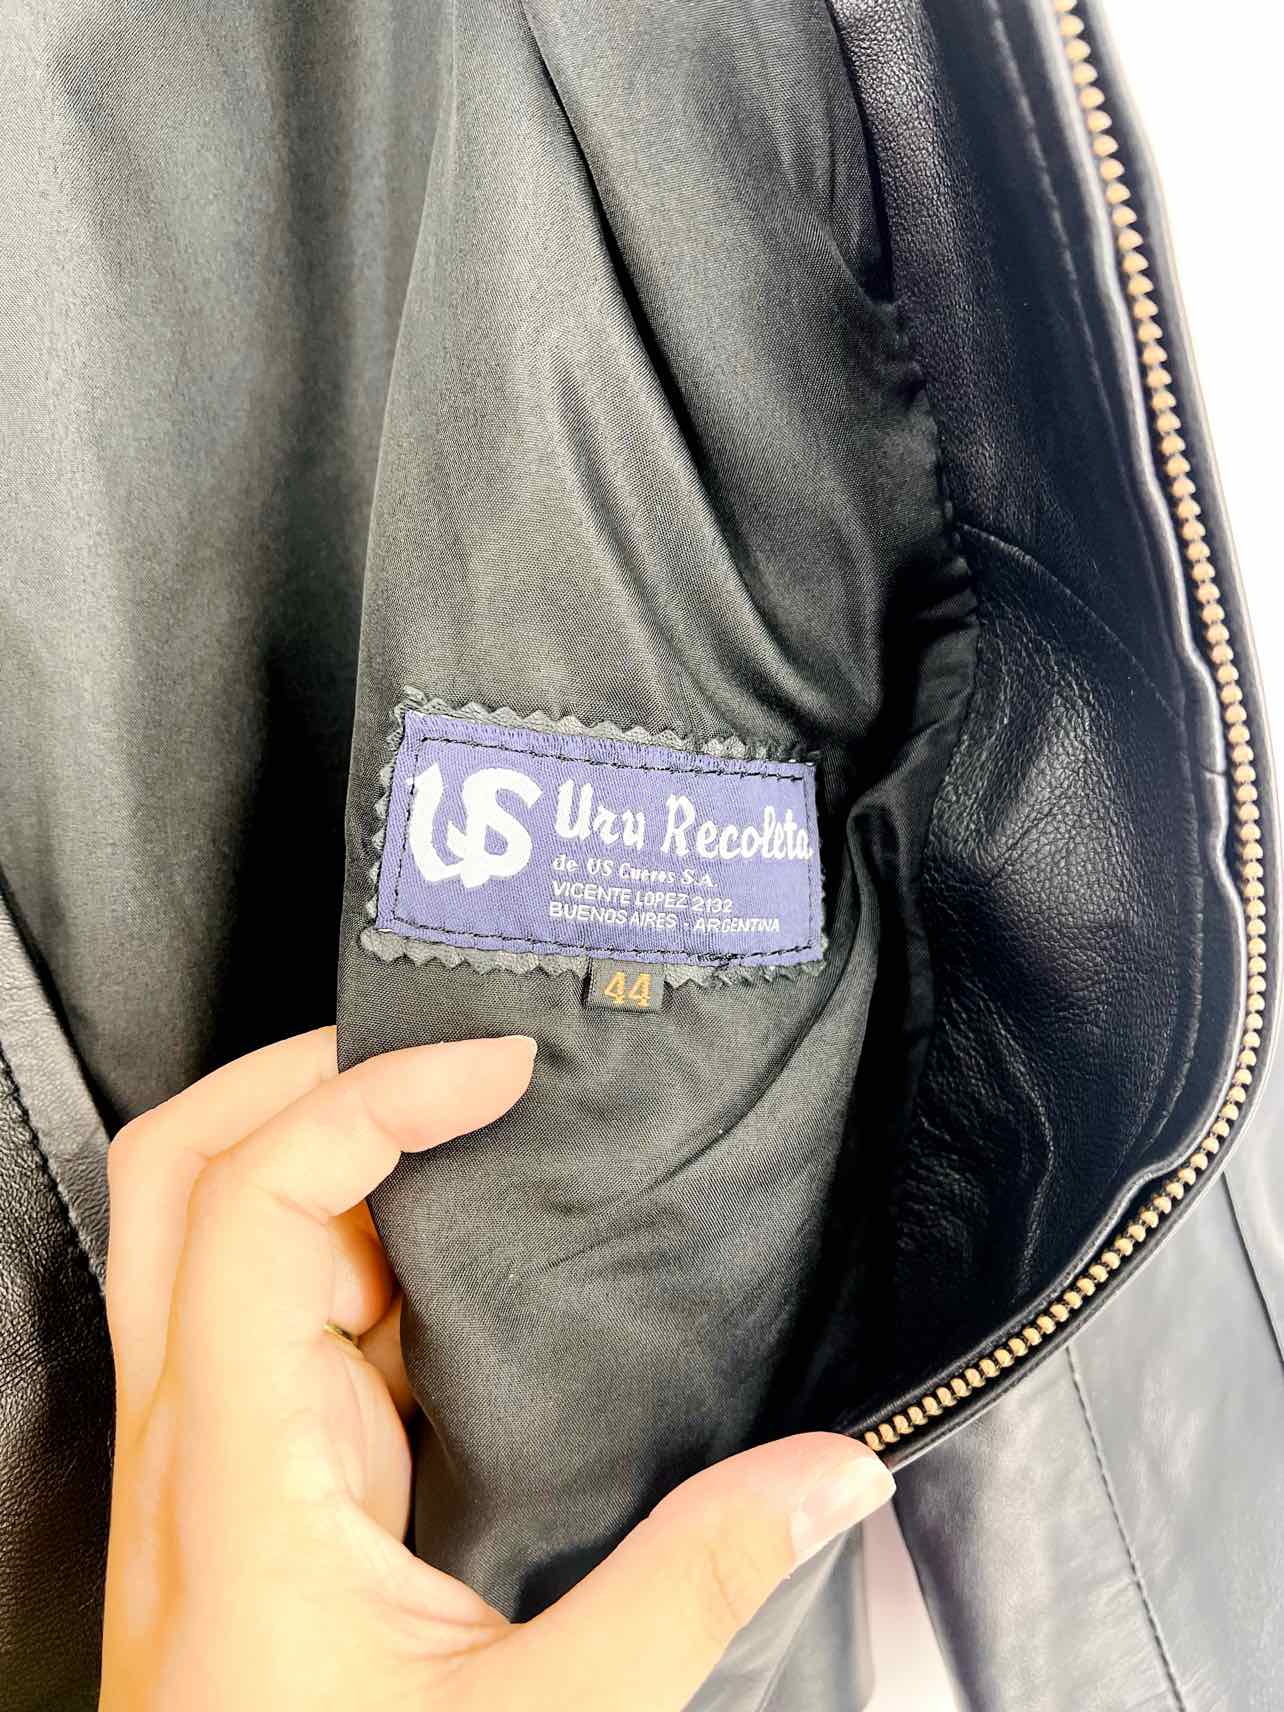 US Uru Recoleta
de US Cueros S.A.
VICENTE LOPEZ 2132
BUENOS AIRES - ARGENTINA
44